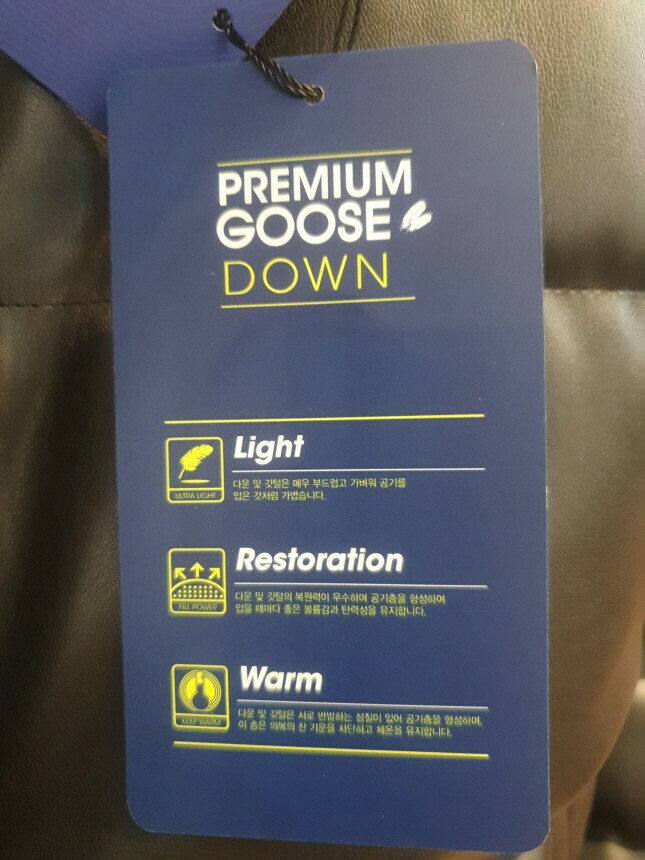 PREMIUM
GOOSE
DOWN
Light
ULTRA LIGHT
다운 및 깃털은 매우 부드럽고 가벼워 공기를
입은 것처럼 가볍습니다.
Restoration
FILL POWER
다운 및 깃털의 복원력이 우수하며 공기층을 형성하여
입을 때마다 좋은 볼륨감과 탄력성을 유지합니다.
Warm
KEEP WARM
다운 및 깃털은 서로 반발하는 성질이 있어 공기층을 형성하며,
이 층은 의복의 찬 기운을 차단하고 체온을 유지합니다.